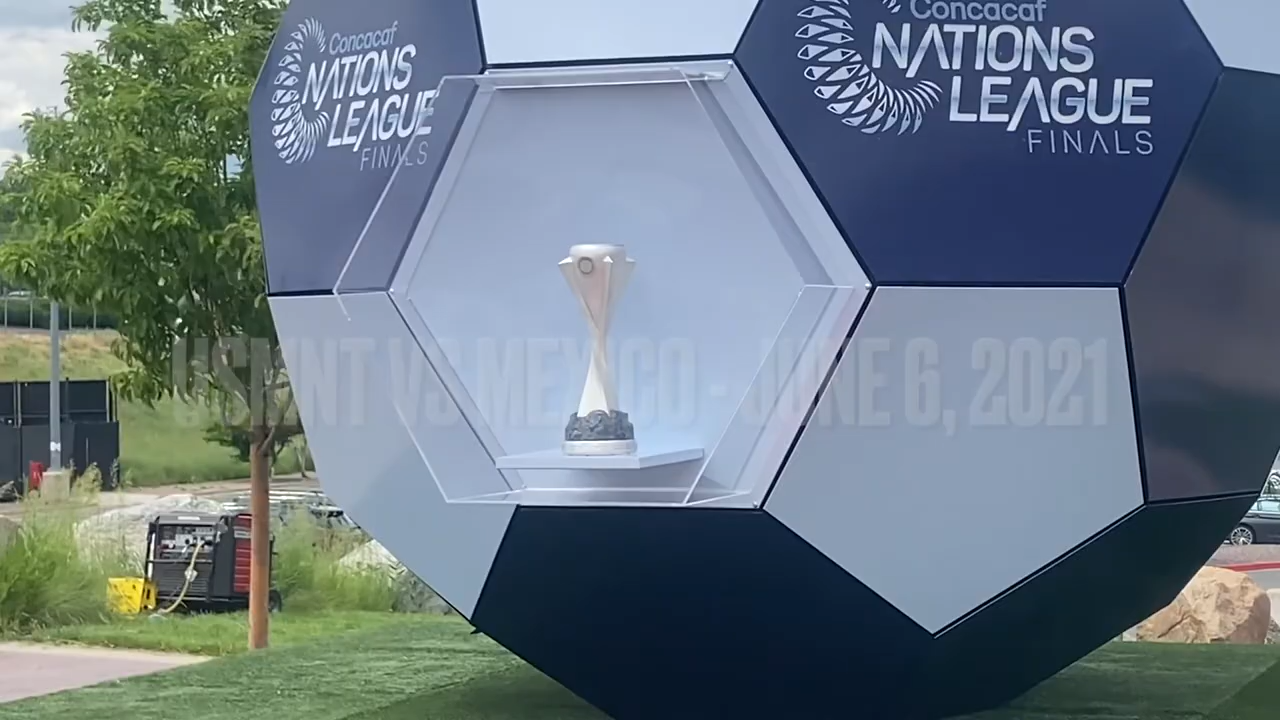 Concacaf
NATIONS
LEAGUE
FINALS
Concacaf
NATIONS
LEAGUE
FINALS
USMNT VS MEXICO - JUNE 6, 2021